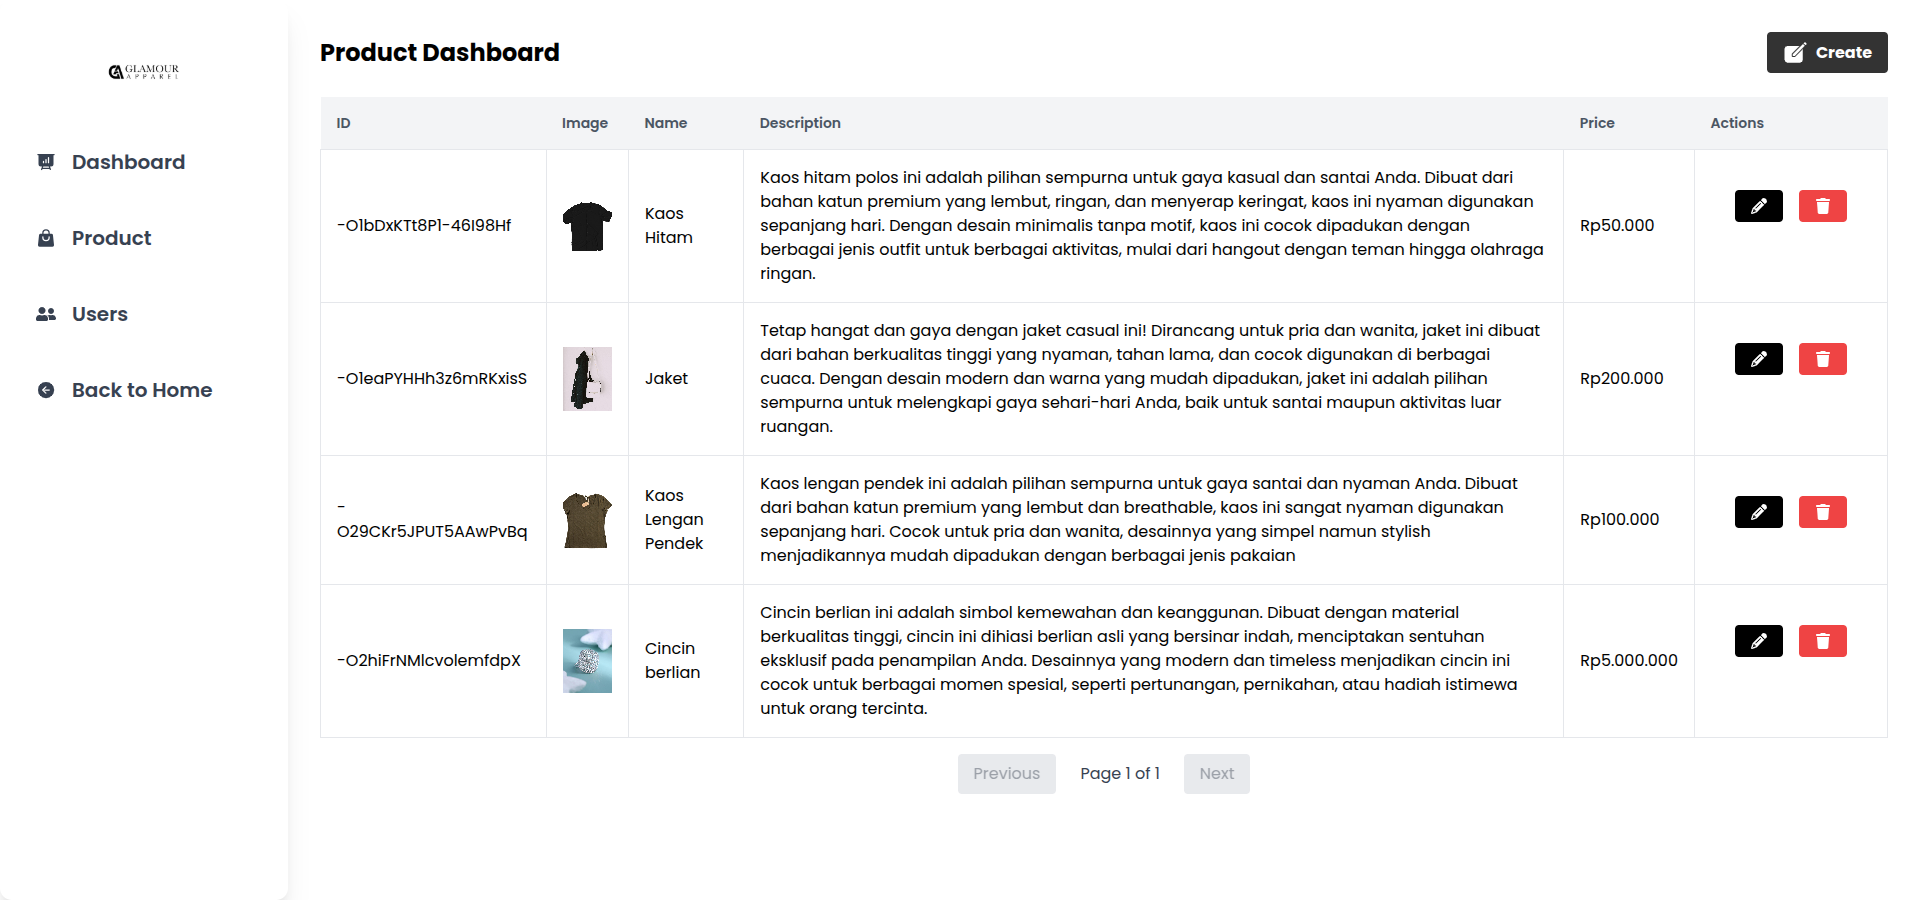 GLAMOUR
APPAREL
Dashboard
Product
Users
Back to Home
Product Dashboard
Create
ID Image Name Description Price Actions
-O1bDxKTt8P1-46I98Hf
Kaos
Hitam
Kaos hitam polos ini adalah pilihan sempurna untuk gaya kasual dan santai Anda. Dibuat dari
bahan katun premium yang lembut, ringan, dan menyerap keringat, kaos ini nyaman digunakan
sepanjang hari. Dengan desain minimalis tanpa motif, kaos ini cocok dipadukan dengan
berbagai jenis outfit untuk berbagai aktivitas, mulai dari hangout dengan teman hingga olahraga
ringan.
Rp50.000
-O1eaPYHHh3z6mRKxisS
Jaket
Tetap hangat dan gaya dengan jaket casual ini! Dirancang untuk pria dan wanita, jaket ini dibuat
dari bahan berkualitas tinggi yang nyaman, tahan lama, dan cocok digunakan di berbagai
cuaca. Dengan desain modern dan warna yang mudah dipadukan, jaket ini adalah pilihan
sempurna untuk melengkapi gaya sehari-hari Anda, baik untuk santai maupun aktivitas luar
ruangan.
Rp200.000
-
O29CKr5JPUT5AAwPvBq
Kaos
Lengan
Pendek
Kaos lengan pendek ini adalah pilihan sempurna untuk gaya santai dan nyaman Anda. Dibuat
dari bahan katun premium yang lembut dan breathable, kaos ini sangat nyaman digunakan
sepanjang hari. Cocok untuk pria dan wanita, desainnya yang simpel namun stylish
menjadikannya mudah dipadukan dengan berbagai jenis pakaian
Rp100.000
-O2hiFrNMlcvolemfdpX
Cincin
berlian
Cincin berlian ini adalah simbol kemewahan dan keanggunan. Dibuat dengan material
berkualitas tinggi, cincin ini dihiasi berlian asli yang bersinar indah, menciptakan sentuhan
eksklusif pada penampilan Anda. Desainnya yang modern dan timeless menjadikan cincin ini
cocok untuk berbagai momen spesial, seperti pertunangan, pernikahan, atau hadiah istimewa
untuk orang tercinta.
Rp5.000.000
Previous Page 1 of 1 Next